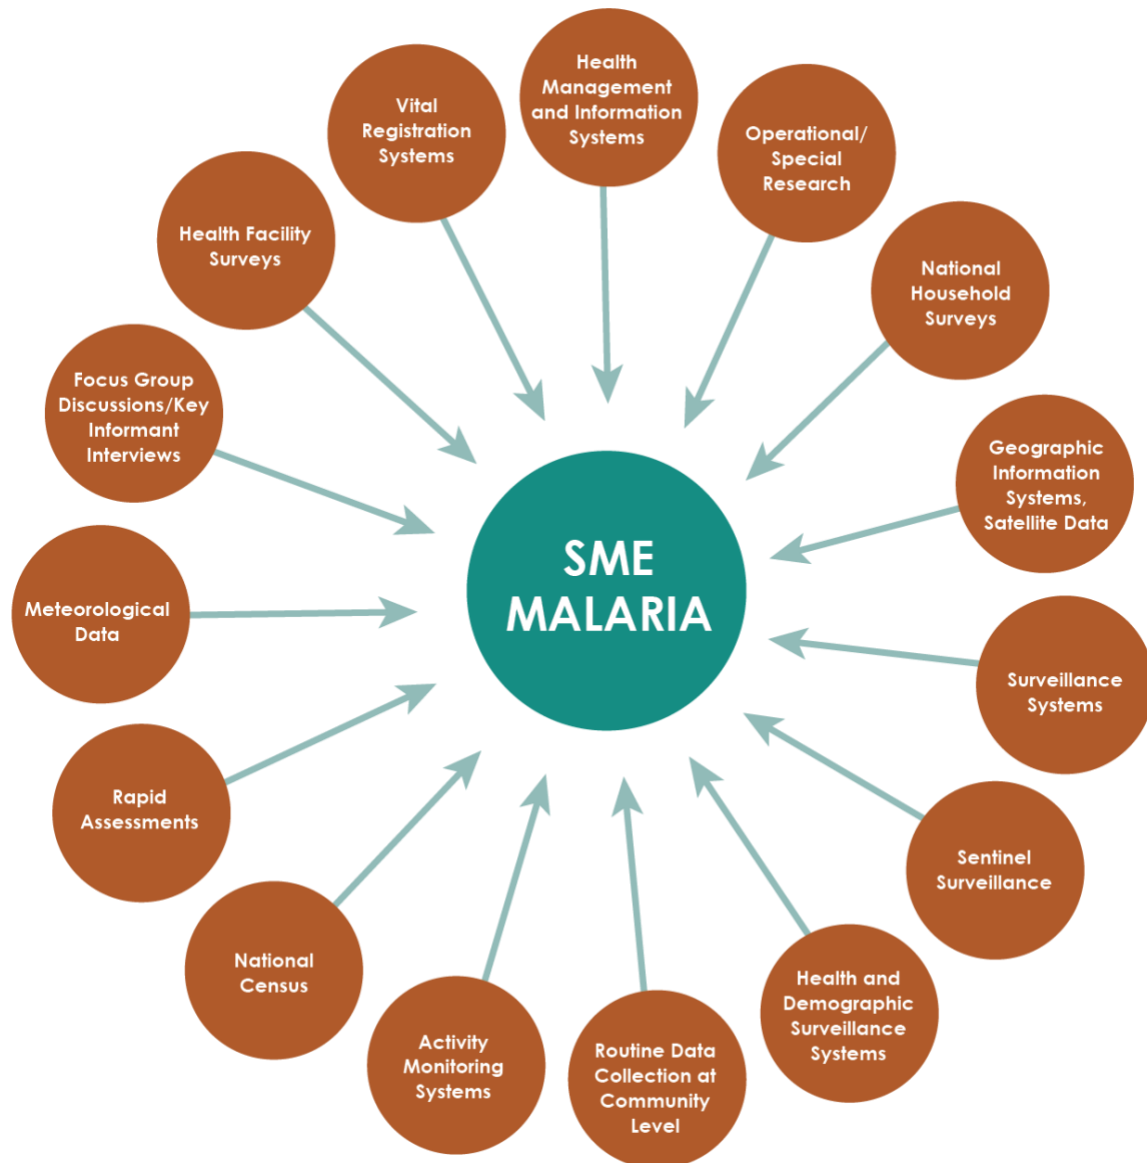 Health
Management
and Information
Systems
Operational/
Special
Research
National
Household
Surveys
Geographic
Information
Systems,
Satellite Data
Surveillance
Systems
Sentinel
Surveillance
Health and
Demographic
Surveillance
Systems
Routine Data
Collection at
Community
Level
Activity
Monitoring
Systems
National
Census
Rapid
Assessments
Meteorological
Data
Focus Group
Discussions/Key
Informant
Interviews
Health Facility
Surveys
Vital
Registration
Systems
SME
MALARIA